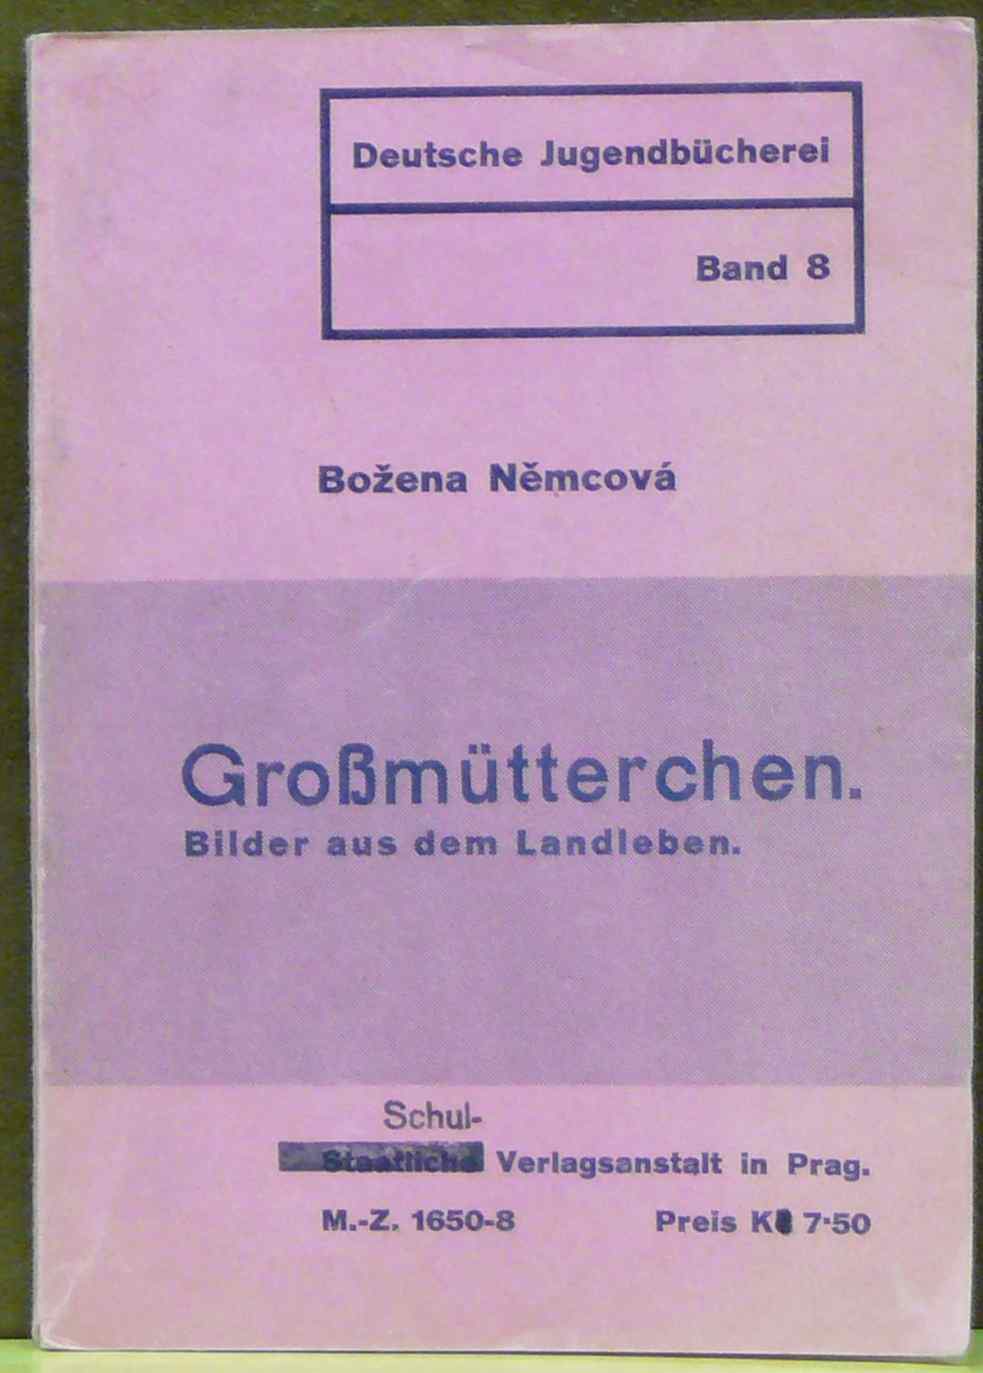 Deutsche Jugendbücherei
Band 8
Božena Němcová
Großmütterchen.
Bilder aus dem Landleben.
Schul-
Staatliche Verlagsanstalt in Prag.
M.-Z. 1650-8 Preis K 7·50